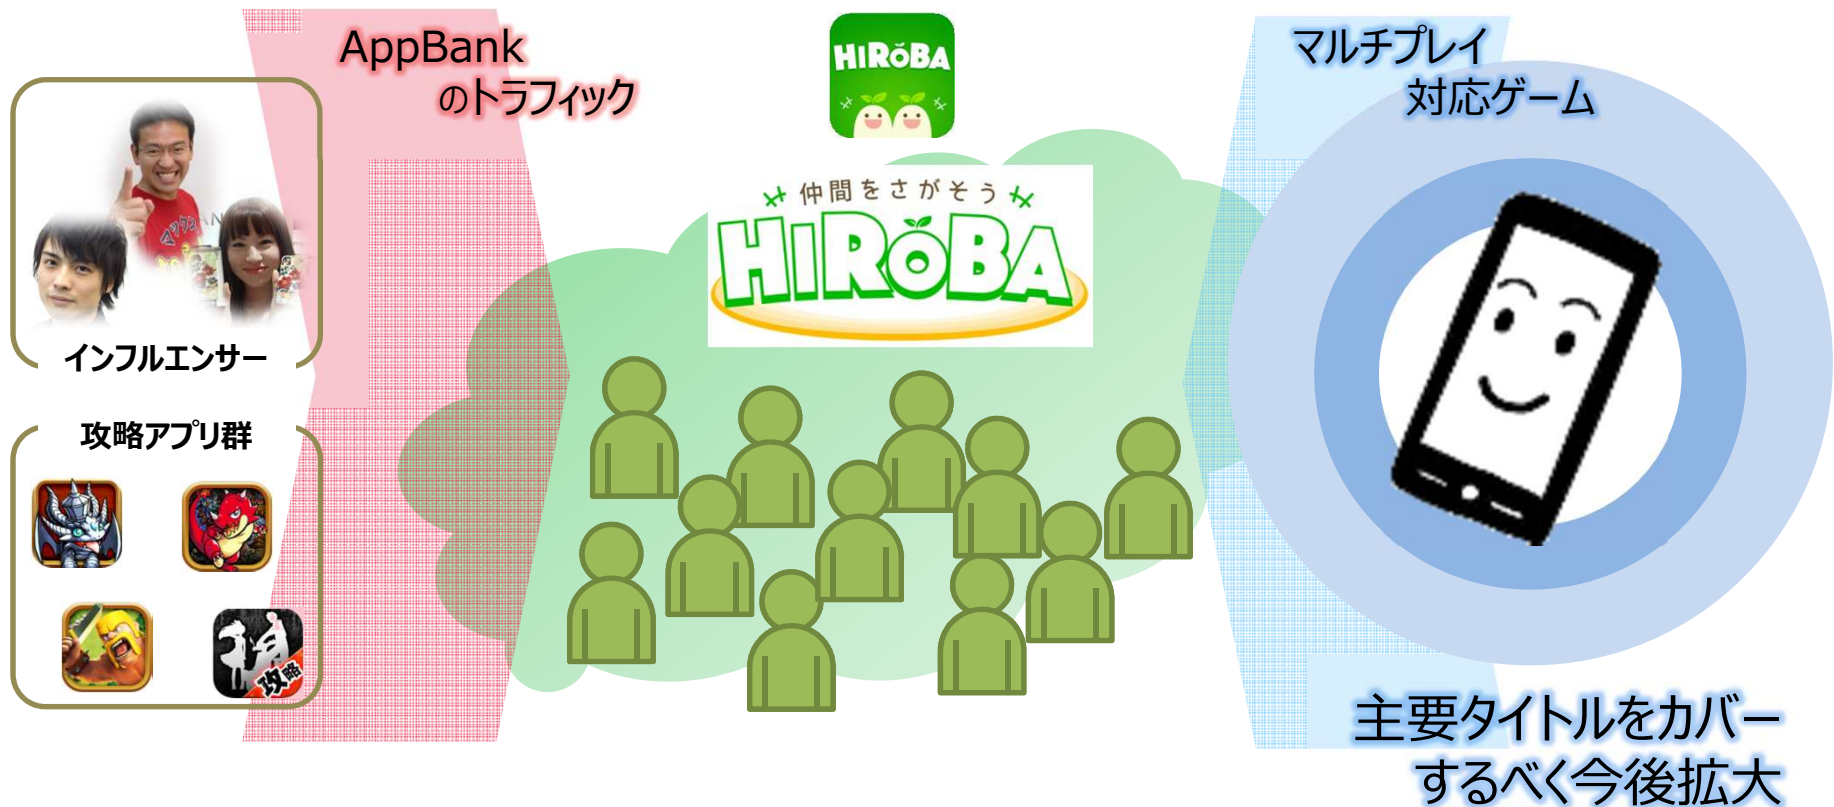 AppBank
のトラフィック
HIRŏBA
マルチプレイ
対応ゲーム
仲間をさがそう
HIRŏBA
インフルエンサー
攻略アプリ群
攻略
主要タイトルをカバー
するべく今後拡大